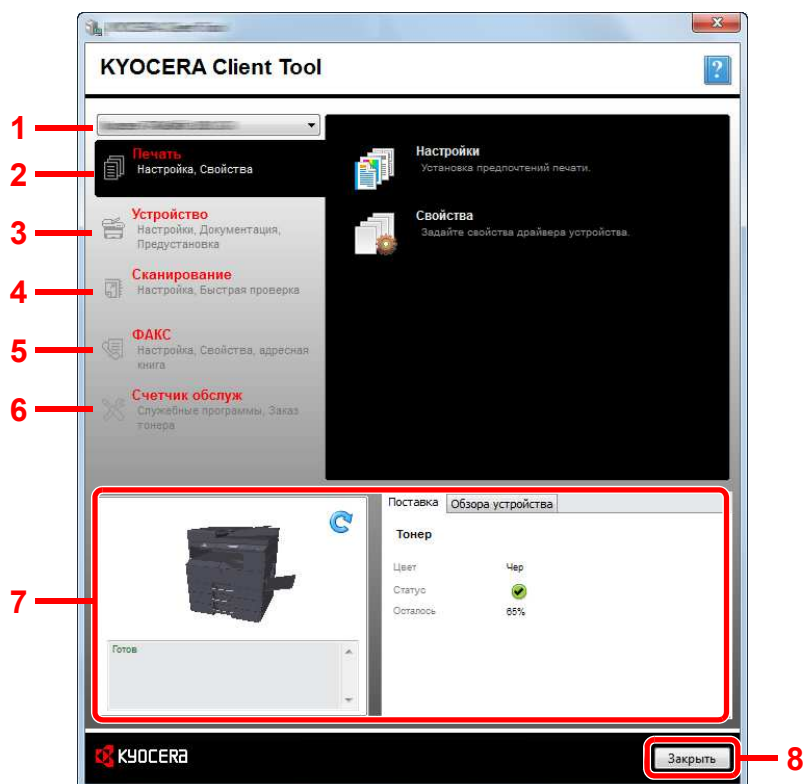 KYOCERA Client Tool
?
1
2
Печать
Настройка, Свойства
3
Устройство
Настройки, Документация,
Предустановка
4
Сканирование
Настройка, Быстрая проверка
5
ФАКС
Настройка, Свойства, адресная
книга
6
Счетчик обслуж
Служебные программы, Заказ
тонера
Настройки
Установка предпочтений печати.
Свойства
Задайте свойства драйвера устройства.
7
Готов
Поставка
Обзора устройства
Тонер
Цвет Чер
Статус
Осталось 65%
KYOCERA
Закрыть
8